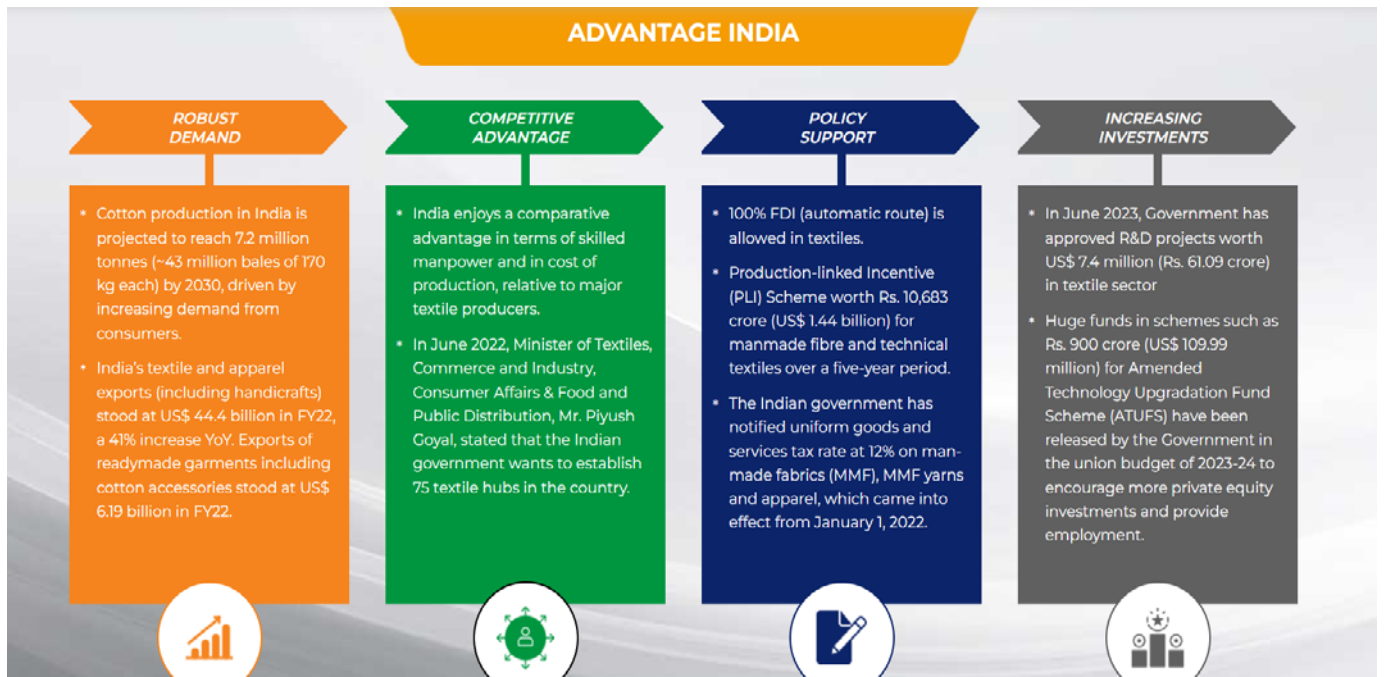 ADVANTAGE INDIA
ROBUST
DEMAND
* Cotton production in India is
projected to reach 7.2 million
tonnes (~43 million bales of 170
kg each) by 2030, driven by
increasing demand from
consumers.
* India's textile and apparel
exports (including handicrafts)
stood at US$ 44.4 billion in FY22,
a 41% increase YoY. Exports of
readymade garments including
cotton accessories stood at US$
6.19 billion in FY22.
COMPETITIVE
ADVANTAGE
* India enjoys a comparative
advantage in terms of skilled
manpower and in cost of
production, relative to major
textile producers.
* In June 2022, Minister of Textiles,
Commerce and Industry,
Consumer Affairs & Food and
Public Distribution, Mr. Piyush
Goyal, stated that the Indian
government wants to establish
75 textile hubs in the country.
POLICY
SUPPORT
* 100% FDI (automatic route) is
allowed in textiles.
* Production-linked Incentive
(PLI) Scheme worth Rs. 10,683
crore (US$ 1.44 billion) for
manmade fibre and technical
textiles over a five-year period.
* The Indian government has
notified uniform goods and
services tax rate at 12% on man-
made fabrics (MMF), MMF yarns
and apparel, which came into
effect from January 1, 2022.
INCREASING
INVESTMENTS
* In June 2023, Government has
approved R&D projects worth
US$ 7.4 million (Rs. 61.09 crore)
in textile sector
* Huge funds in schemes such as
Rs. 900 crore (US$ 109.99
million) for Amended
Technology Upgradation Fund
Scheme (ATUFS) have been
released by the Government in
the union budget of 2023-24 to
encourage more private equity
investments and provide
employment.